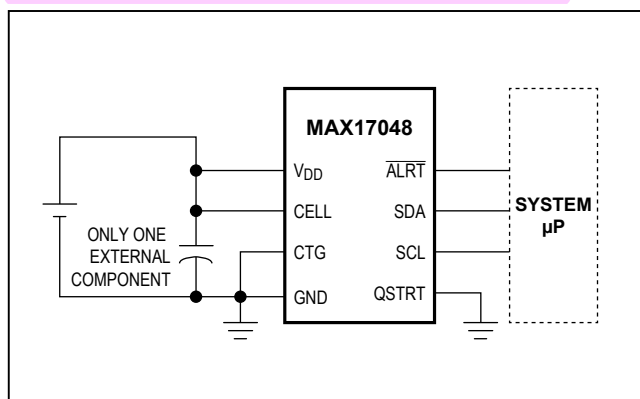 MAX17048
VDD
CELL
CTG
GND
ALRT
SDA
SCL
QSTRT
ONLY ONE
EXTERNAL
COMPONENT
SYSTEM
µP